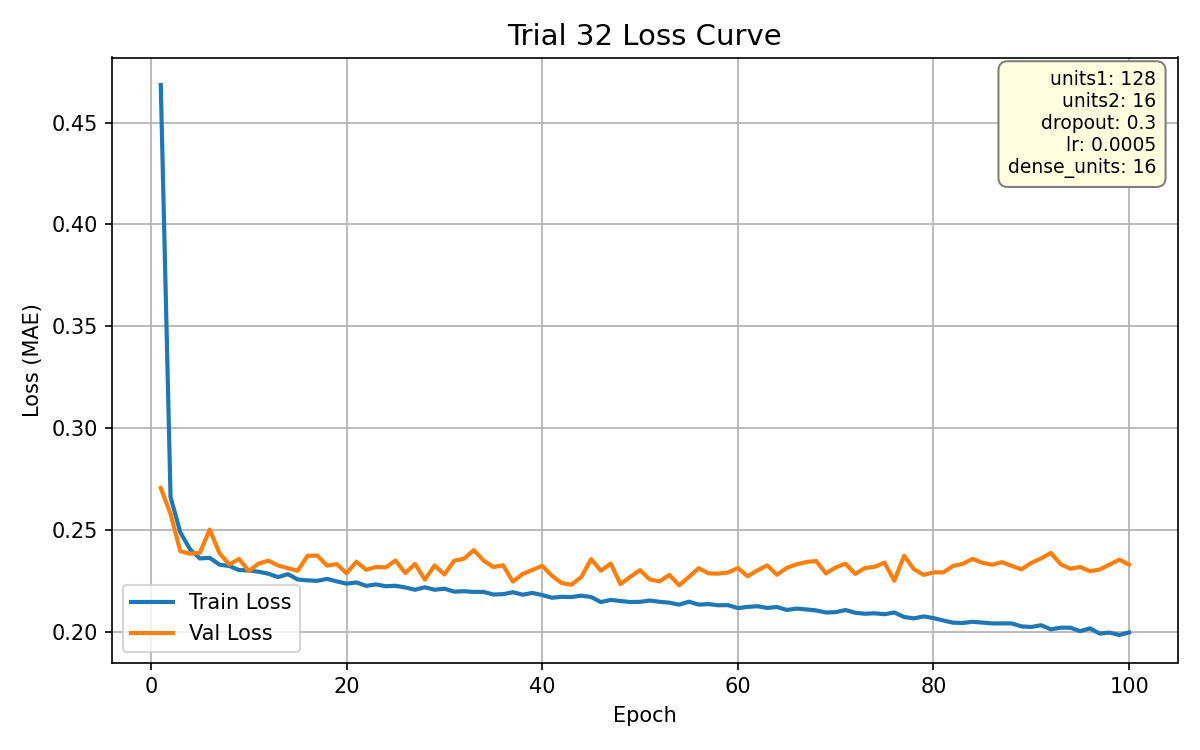 Trial 32 Loss Curve
units1: 128
units2: 16
dropout: 0.3
lr: 0.0005
dense_units: 16
Loss (MAE)
0.45
0.40
0.35
0.30
0.25
0.20
Train Loss
Val Loss
0 20 40 60 80 100
Epoch